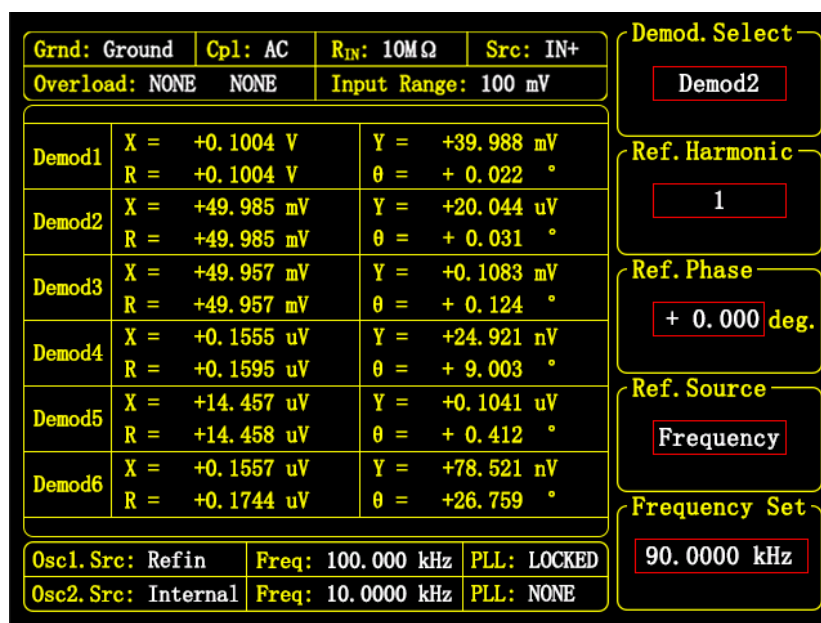 Grnd: Ground Cpl: AC RIN: 10MΩ Src: IN+
Overload: NONE NONE Input Range: 100 mV
Demod1
X = +0.1004 V Y = +39.988 mV
R = +0.1004 V θ = + 0.022 °
Demod2
X = +49.985 mV Y = +20.044 uV
R = +49.985 mV θ = + 0.031 °
Demod3
X = +49.957 mV Y = +0.1083 mV
R = +49.957 mV θ = + 0.124 °
Demod4
X = +0.1555 uV Y = +24.921 nV
R = +0.1595 uV θ = + 9.003 °
Demod5
X = +14.457 uV Y = +0.1041 uV
R = +14.458 uV θ = + 0.412 °
Demod6
X = +0.1557 uV Y = +78.521 nV
R = +0.1744 uV θ = +26.759 °
Osc1.Src: Refin Freq: 100.000 kHz PLL: LOCKED
Osc2.Src: Internal Freq: 10.0000 kHz PLL: NONE
Demod.Select
Demod2
Ref.Harmonic
1
Ref.Phase
+ 0.000 deg.
Ref.Source
Frequency
Frequency Set
90.0000 kHz